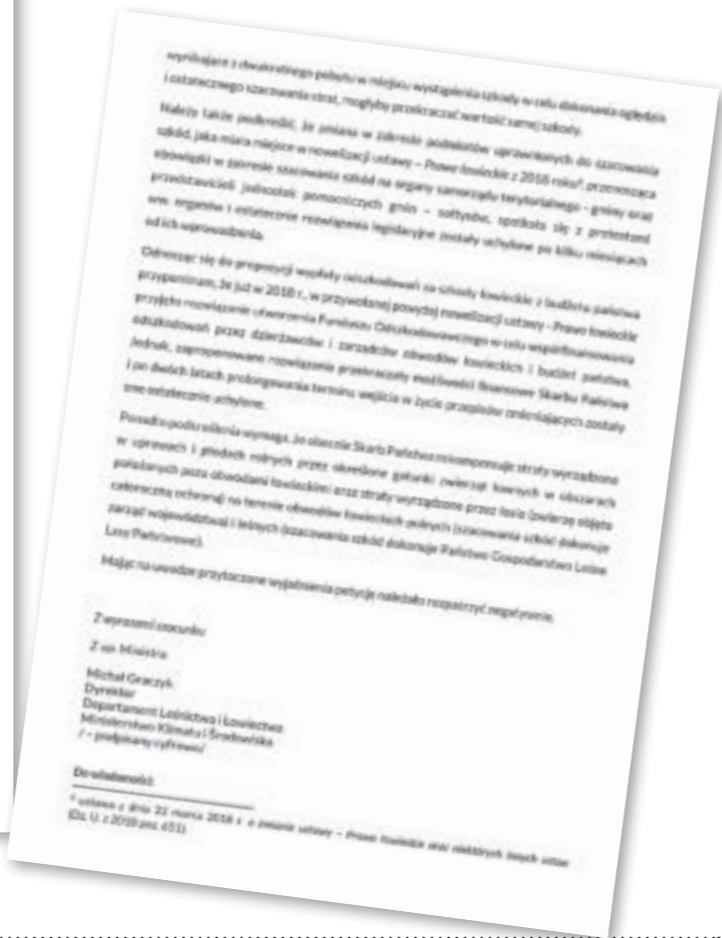 wynikające z dwukrotnego pobytu w miejscu wystąpienia szkody w celu dokonania oględzin
i ostatecznego szacowania strat, mogłyby przekraczać wartość samej szkody.
Należy także podkreślić, że zmiana w zakresie podmiotów uprawnionych do szacowania
szkód, jaka miała miejsce w nowelizacji ustawy – Prawo łowieckie z 2018 roku⁴, przenosząca
obowiązki w zakresie szacowania szkód na organy samorządu terytorialnego – gminy oraz
przedstawicieli jednostek pomocniczych gmin – sołtysów, spotkała się z protestami
ww. organów i ostatecznie rozwiązania legislacyjne zostały uchylone po kilku miesiącach
od ich wprowadzenia.
Odnosząc się do propozycji wypłaty odszkodowań za szkody łowieckie z budżetu państwa
przypominam, że już w 2018 r., w przywołanej powyżej nowelizacji ustawy - Prawo łowieckie
przyjęto rozwiązanie utworzenia Funduszu Odszkodowawczego w celu współfinansowania
odszkodowań przez dzierżawców i zarządców obwodów łowieckich i budżet państwa.
Jednak, zaproponowane rozwiązania przekraczały możliwości finansowe Skarbu Państwa
i po dwóch latach prolongowania terminu wejścia w życie przepisów zmieniających zostały
one ostatecznie uchylone.
Ponadto podkreślenia wymaga, że obecnie Skarb Państwa rekompensuje straty wyrządzone
w uprawach i płodach rolnych przez określone gatunki zwierząt łownych w obszarach
położonych poza obwodami łowieckimi oraz straty wyrządzone przez łosia (zwierzę objęte
całoroczną ochroną) na terenie obwodów łowieckich polnych (szacowania szkód dokonuje
zarząd województwa) i leśnych (szacowania szkód dokonuje Państwo Gospodarstwo Leśne
Lasy Państwowe).
Mając na uwadze przytoczone wyjaśnienia petycję należało rozpatrzyć negatywnie.
Z wyrazami szacunku
Z up. Ministra
Michał Graczyk
Dyrektor
Departament Leśnictwa i Łowiectwa
Ministerstwo Klimatu i Środowiska
/ – podpisany cyfrowo/
Do wiadomości:
⁴ ustawa z dnia 22 marca 2018 r. o zmianie ustawy – Prawo łowieckie oraz niektórych innych ustaw
(Dz. U. z 2018 poz. 651)